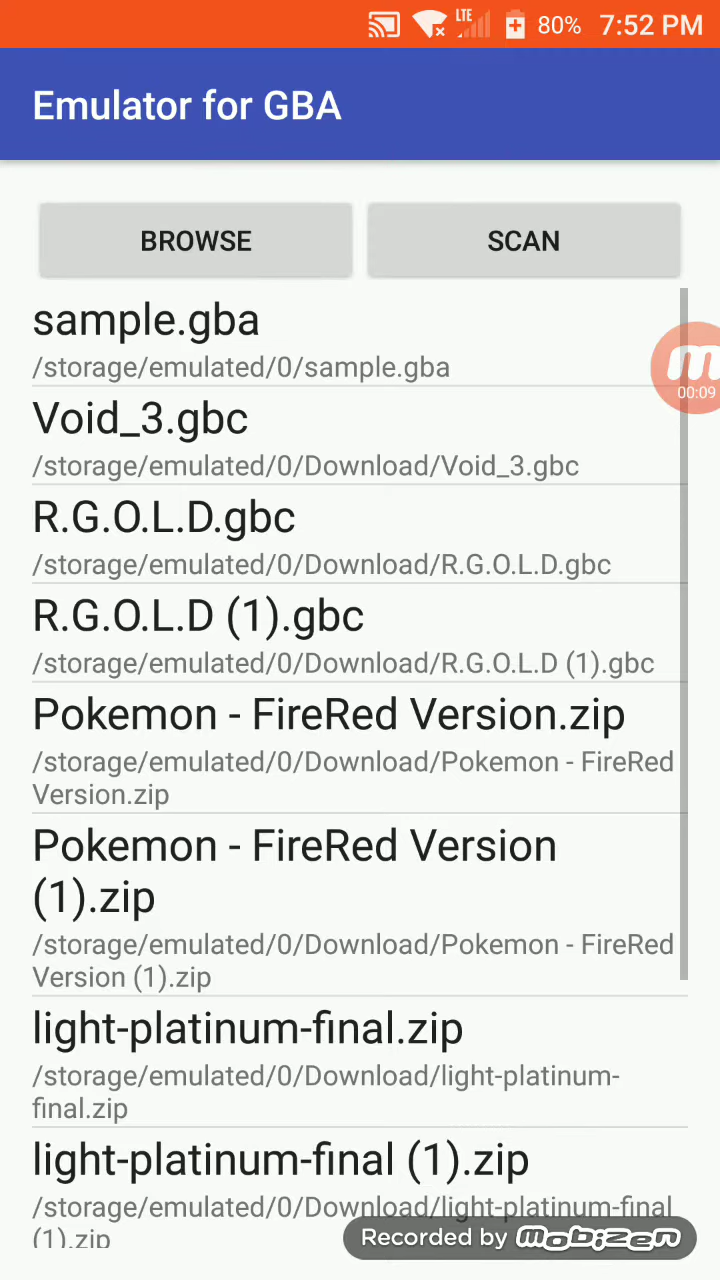 LTE 80% 7:52 PM
Emulator for GBA
BROWSE SCAN
sample.gba
/storage/emulated/0/sample.gba
00:09
Void_3.gbc
/storage/emulated/0/Download/Void_3.gbc
R.G.O.L.D.gbc
/storage/emulated/0/Download/R.G.O.L.D.gbc
R.G.O.L.D (1).gbc
/storage/emulated/0/Download/R.G.O.L.D (1).gbc
Pokemon - FireRed Version.zip
/storage/emulated/0/Download/Pokemon - FireRed
Version.zip
Pokemon - FireRed Version
(1).zip
/storage/emulated/0/Download/Pokemon - FireRed
Version (1).zip
light-platinum-final.zip
/storage/emulated/0/Download/light-platinum-
final.zip
light-platinum-final (1).zip
/storage/emulated/0/Download/light-platinum-final
(1).zip
Recorded by mobizen